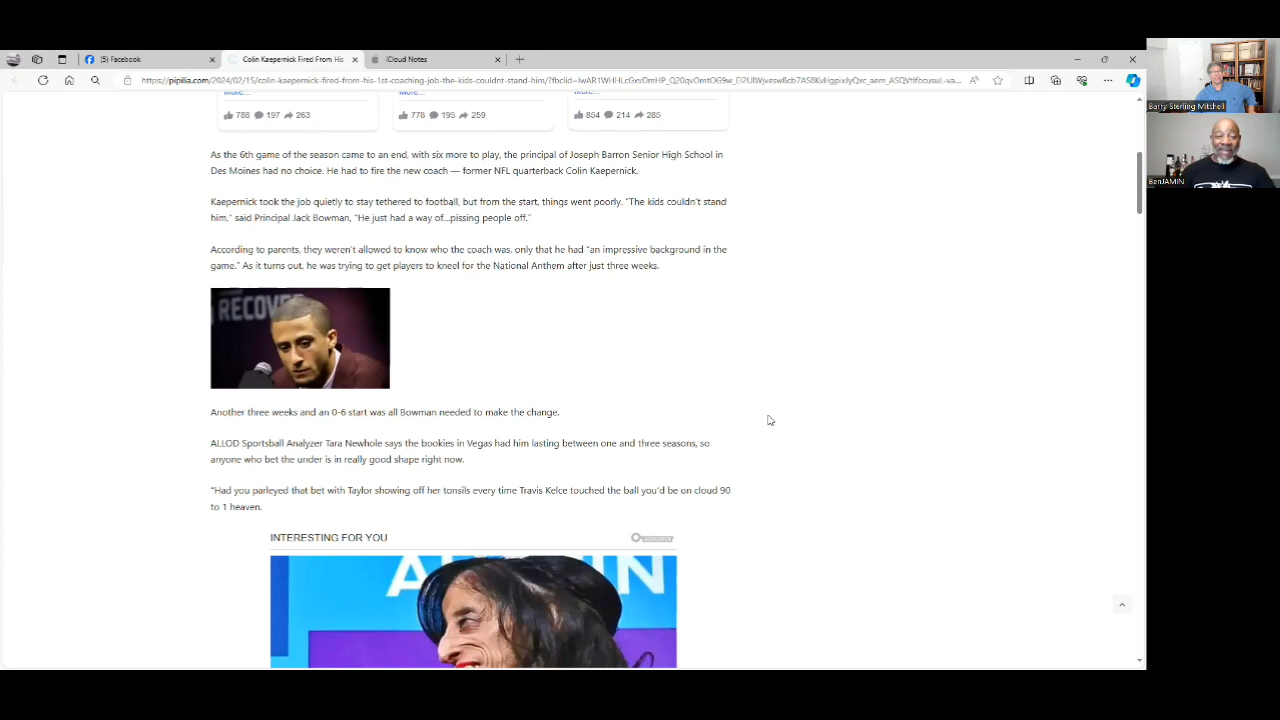 (5) Facebook
Colin Kaepernick Fired From His
iCloud Notes
More...
More...
More...
788 197 263
778 195 259
854 214 285
As the 6th game of the season came to an end, with six more to play, the principal of Joseph Barron Senior High School in
Des Moines had no choice. He had to fire the new coach — former NFL quarterback Colin Kaepernick.
Kaepernick took the job quietly to stay tethered to football, but from the start, things went poorly. “The kids couldn’t stand
him,” said Principal Jack Bowman, “He just had a way of…pissing people off.”
According to parents, they weren’t allowed to know who the coach was, only that he had “an impressive background in the
game.” As it turns out, he was trying to get players to kneel for the National Anthem after just three weeks.
RECOVE
Another three weeks and an 0-6 start was all Bowman needed to make the change.
ALLOD Sportsball Analyzer Tara Newhole says the bookies in Vegas had him lasting between one and three seasons, so
anyone who bet the under is in really good shape right now.
“Had you parleyed that bet with Taylor showing off her tonsils every time Travis Kelce touched the ball you’d be on cloud 90
to 1 heaven.
INTERESTING FOR YOU
Barry Sterling Mitchell
BenJAMIN